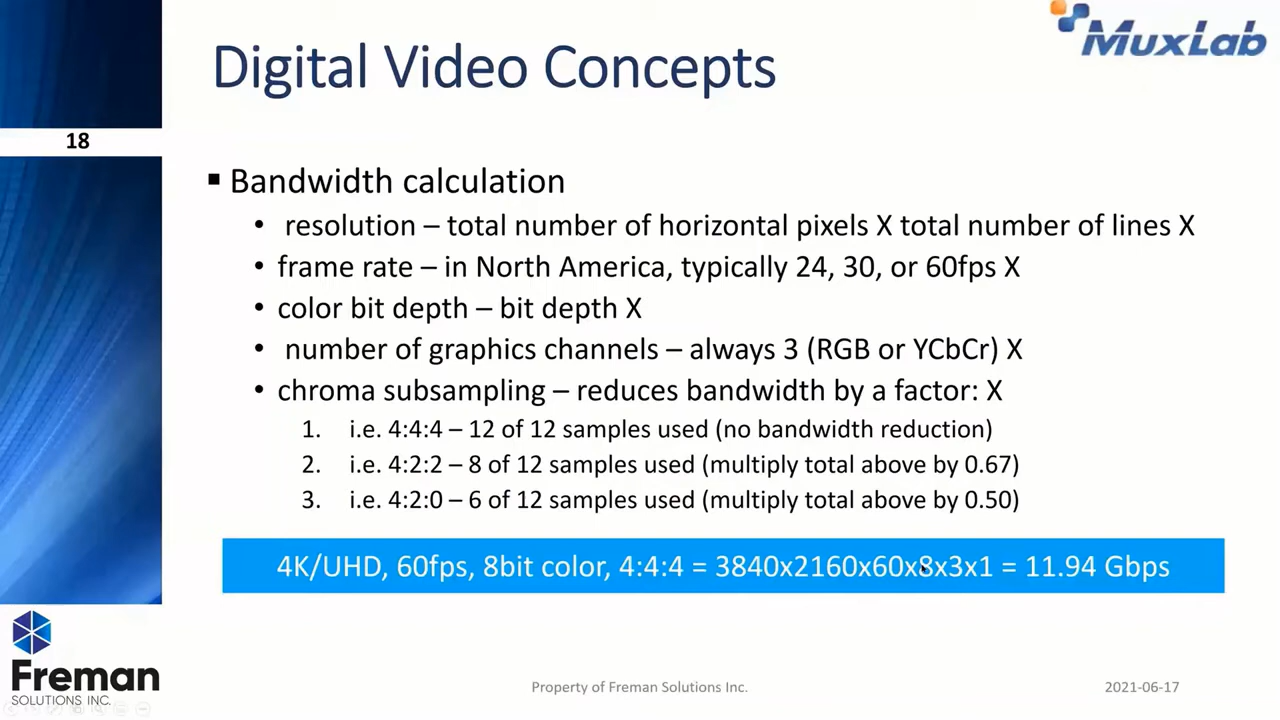 MuxLab
Digital Video Concepts
18
▪ Bandwidth calculation
• resolution – total number of horizontal pixels X total number of lines X
• frame rate – in North America, typically 24, 30, or 60fps X
• color bit depth – bit depth X
• number of graphics channels – always 3 (RGB or YCbCr) X
• chroma subsampling – reduces bandwidth by a factor: X
1. i.e. 4:4:4 – 12 of 12 samples used (no bandwidth reduction)
2. i.e. 4:2:2 – 8 of 12 samples used (multiply total above by 0.67)
3. i.e. 4:2:0 – 6 of 12 samples used (multiply total above by 0.50)
4K/UHD, 60fps, 8bit color, 4:4:4 = 3840x2160x60x8x3x1 = 11.94 Gbps
Freman
SOLUTIONS INC.
Property of Freman Solutions Inc.
2021-06-17